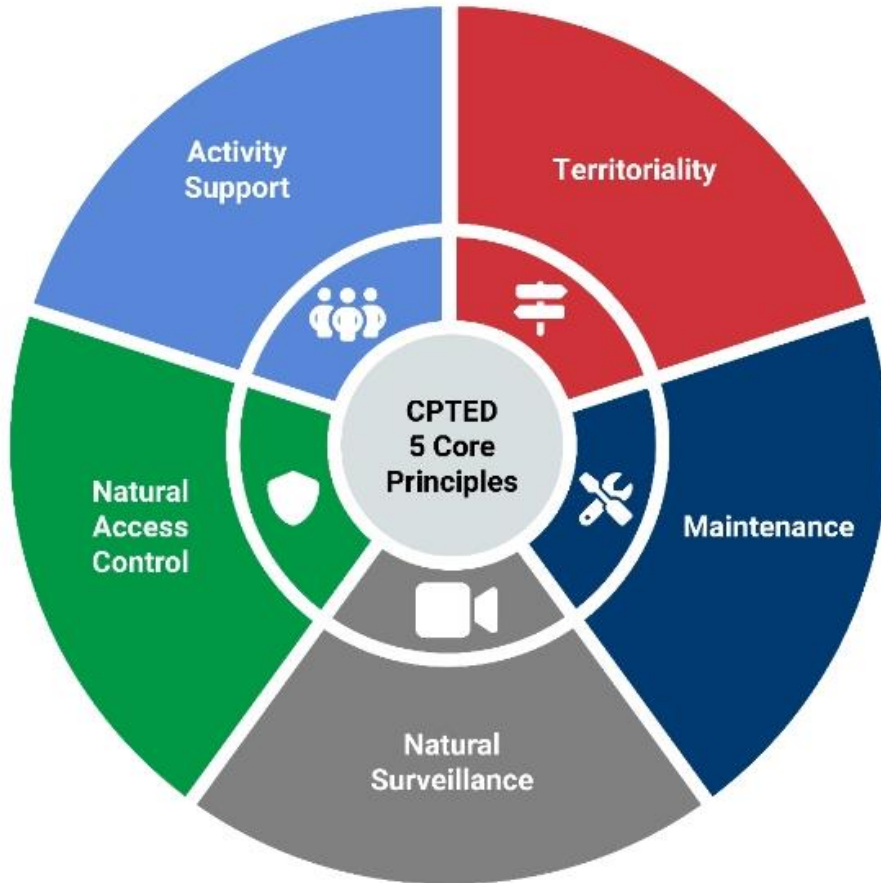 Activity
Support
Territoriality
CPTED
5 Core
Principles
Natural
Access
Control
Maintenance
Natural
Surveillance